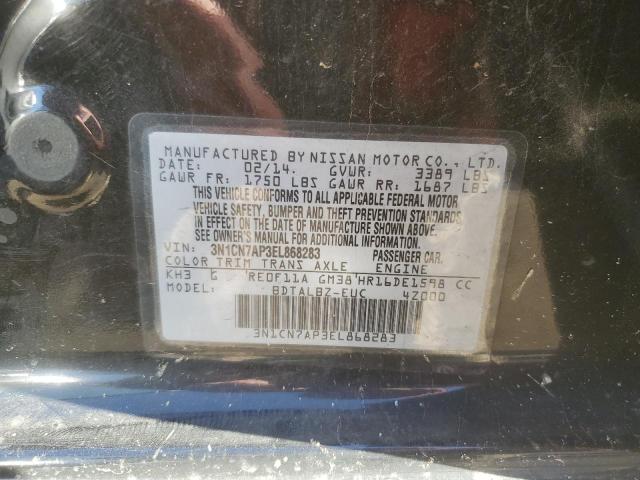 MANUFACTURED BY NISSAN MOTOR CO., LTD.
DATE: 02/14. GVWR: 3389 LBS
GAWR FR: 1750 LBS GAWR RR: 1687 LBS
THIS VEHICLE CONFORMS TO ALL APPLICABLE FEDERAL MOTOR
VEHICLE SAFETY, BUMPER AND THEFT PREVENTION STANDARDS
IN EFFECT ON THE DATE OF MANUFACTURE SHOWN ABOVE.
SEE OWNER'S MANUAL FOR ADDITIONAL INFORMATION
VIN: 3N1CN7AP3EL868283 PASSENGER CAR.
COLOR TRIM TRANS AXLE ENGINE
KH3 G RE0F11A GM38 HR16DE1598 CC
MODEL: BDTALBZ-EUC 4Z000
3N1CN7AP3EL868283